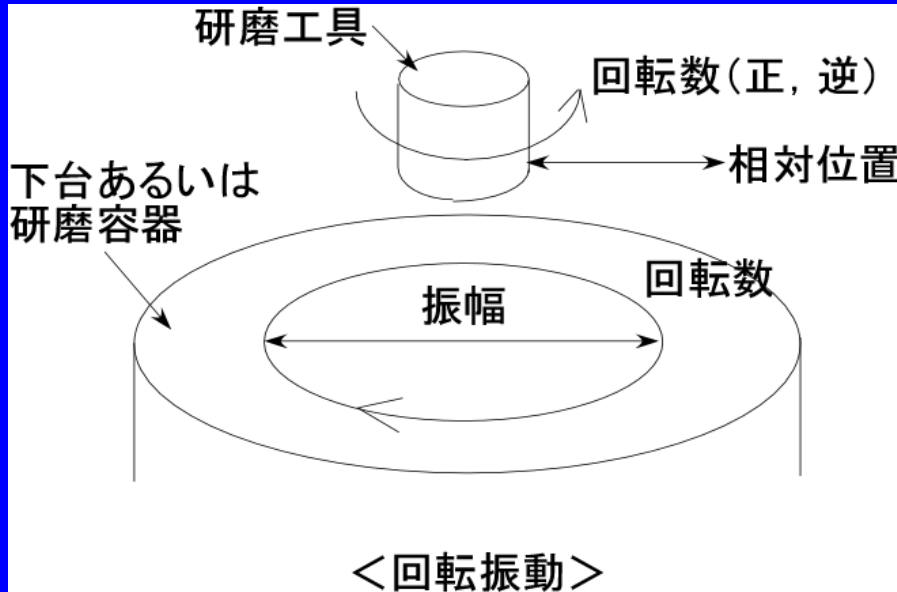 研磨工具
回転数(正, 逆)
相対位置
下台あるいは
研磨容器
回転数
振幅
＜回転振動＞